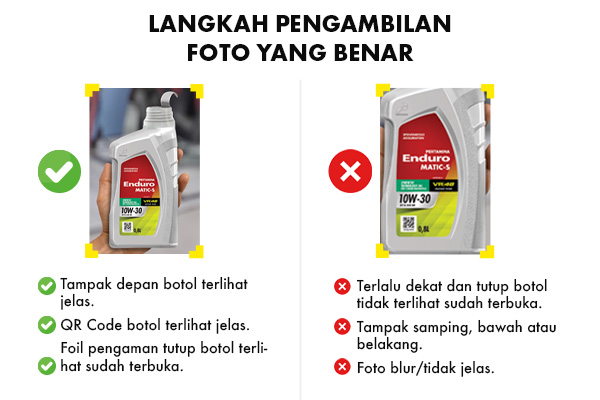 LANGKAH PENGAMBILAN
FOTO YANG BENAR
PERTAMINA
Enduro
MATIC-S
VR48
10W-30
0,8L
PERTAMINA
Enduro
MATIC-S
VR48
10W-30
0,8L
Tampak depan botol terlihat
jelas.
QR Code botol terlihat jelas.
Foil pengaman tutup botol terli-
hat sudah terbuka.
Terlalu dekat dan tutup botol
tidak terlihat sudah terbuka.
Tampak samping, bawah atau
belakang.
Foto blur/tidak jelas.